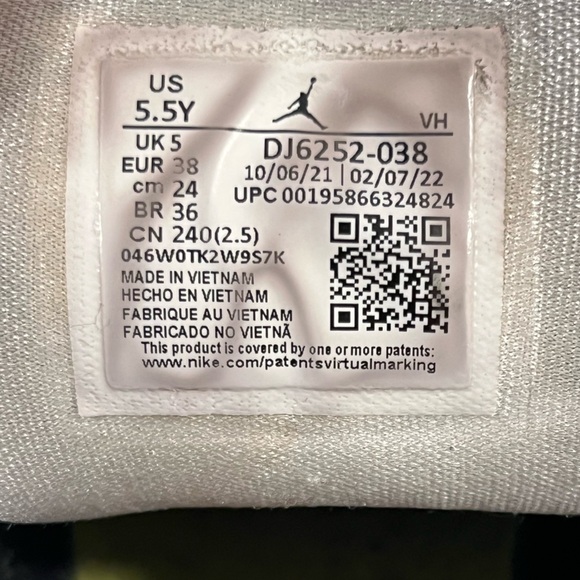 US
5.5Y
VH
UK 5
EUR 38
cm 24
BR 36
CN 240(2.5)
DJ6252-038
10/06/21 | 02/07/22
UPC 00195866324824
046W0TK2W9S7K
MADE IN VIETNAM
HECHO EN VIETNAM
FABRIQUE AU VIETNAM
FABRICADO NO VIETNÃ
This product is covered by one or more patents:
www.nike.com/patentsvirtualmarking